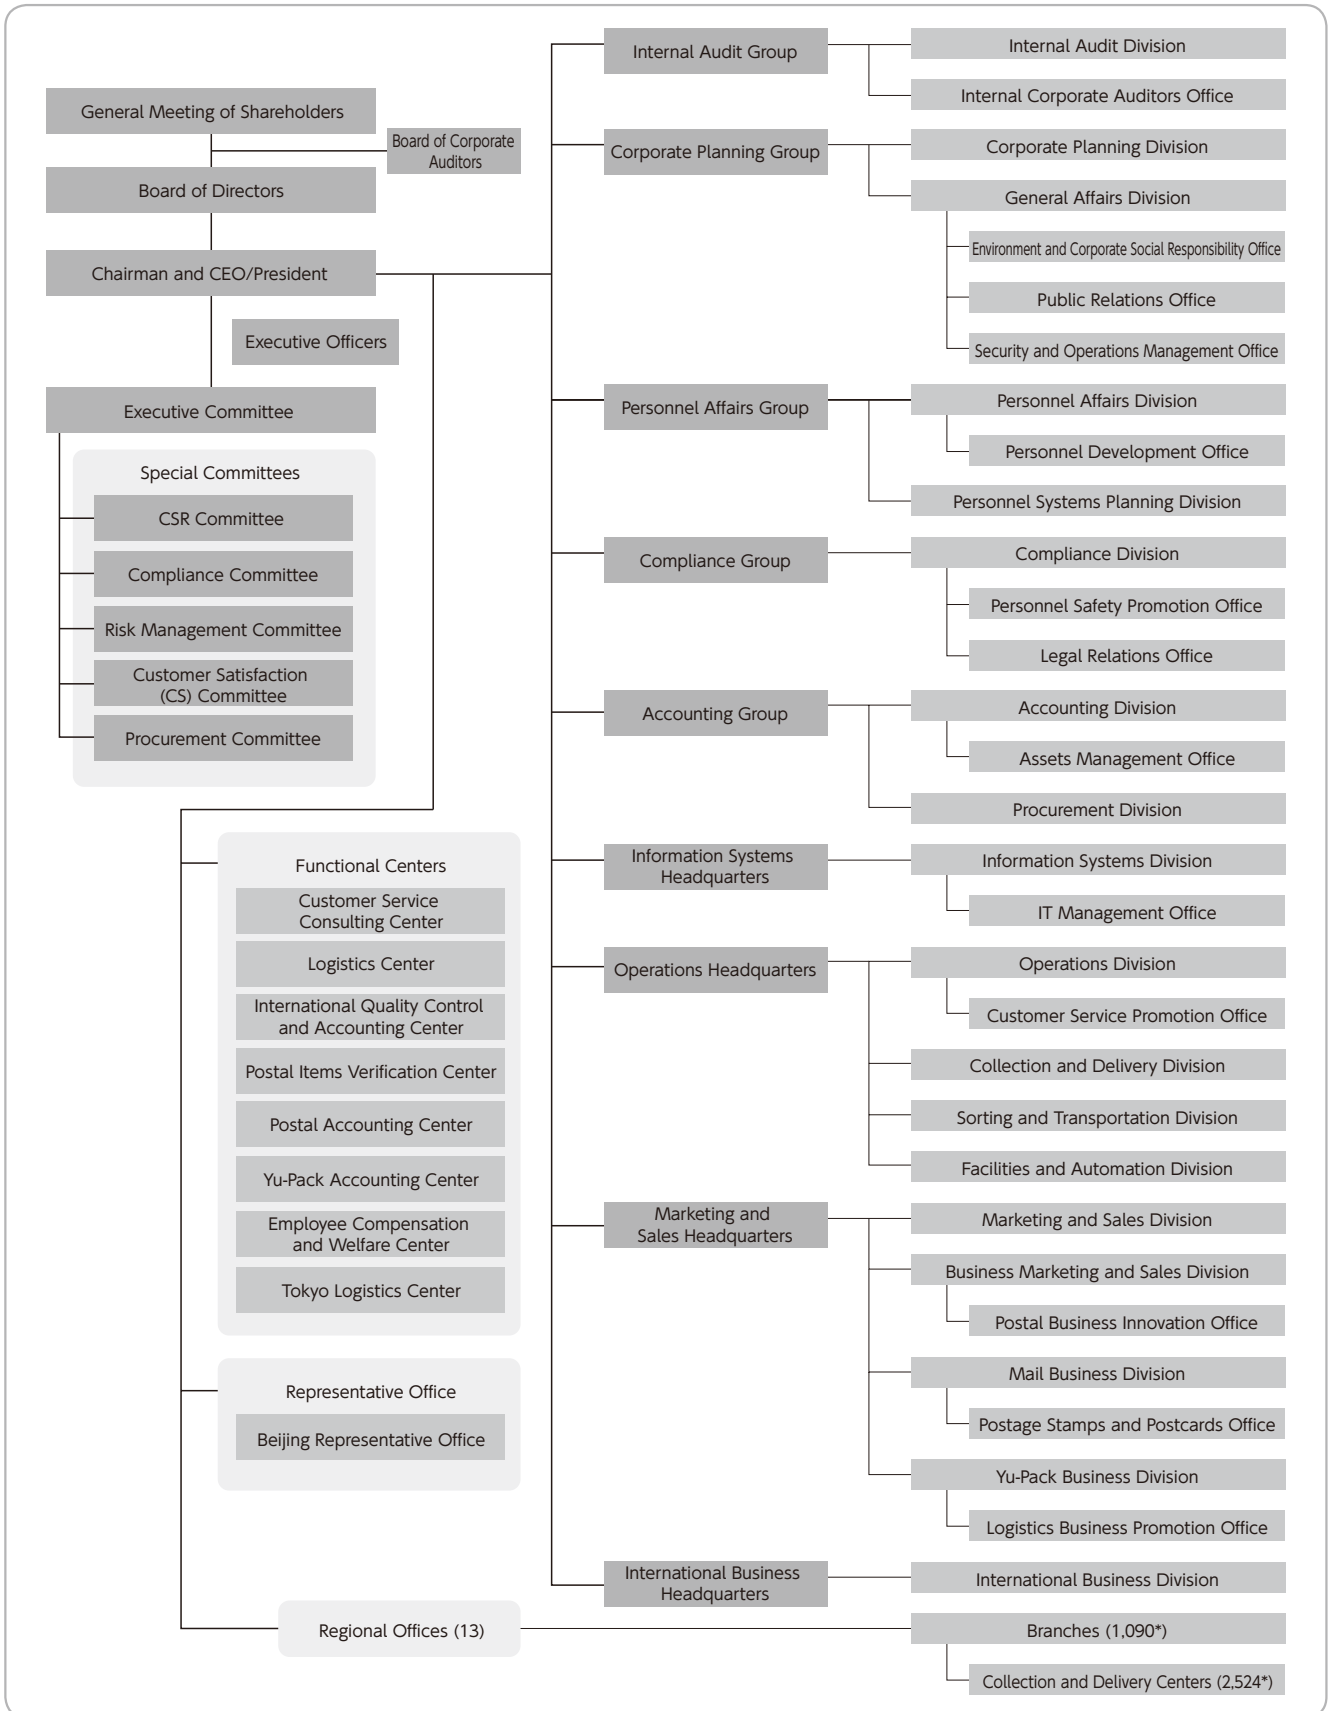 General Meeting of Shareholders
Board of Corporate
Auditors
Board of Directors
Chairman and CEO/President
Executive Officers
Executive Committee
Special Committees
CSR Committee
Compliance Committee
Risk Management Committee
Customer Satisfaction
(CS) Committee
Procurement Committee
Functional Centers
Customer Service
Consulting Center
Logistics Center
International Quality Control
and Accounting Center
Postal Items Verification Center
Postal Accounting Center
Yu-Pack Accounting Center
Employee Compensation
and Welfare Center
Tokyo Logistics Center
Representative Office
Beijing Representative Office
Regional Offices (13)
Internal Audit Group
Internal Audit Division
Internal Corporate Auditors Office
Corporate Planning Group
Corporate Planning Division
General Affairs Division
Environment and Corporate Social Responsibility Office
Public Relations Office
Security and Operations Management Office
Personnel Affairs Group
Personnel Affairs Division
Personnel Development Office
Personnel Systems Planning Division
Compliance Group
Compliance Division
Personnel Safety Promotion Office
Legal Relations Office
Accounting Group
Accounting Division
Assets Management Office
Procurement Division
Information Systems
Headquarters
Information Systems Division
IT Management Office
Operations Headquarters
Operations Division
Customer Service Promotion Office
Collection and Delivery Division
Sorting and Transportation Division
Facilities and Automation Division
Marketing and
Sales Headquarters
Marketing and Sales Division
Business Marketing and Sales Division
Postal Business Innovation Office
Mail Business Division
Postage Stamps and Postcards Office
Yu-Pack Business Division
Logistics Business Promotion Office
International Business
Headquarters
International Business Division
Branches (1,090*)
Collection and Delivery Centers (2,524*)